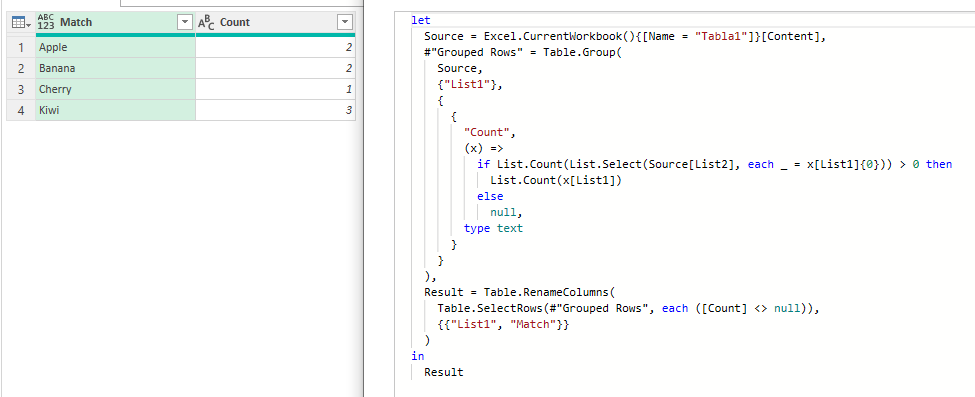 ABC 123 Match ABC Count
1 Apple 2
2 Banana 2
3 Cherry 1
4 Kiwi 3
let
Source = Excel.CurrentWorkbook(){[Name = "Tabla1"]}[Content],
#"Grouped Rows" = Table.Group(
Source,
{"List1"},
{
{
"Count",
(x) =>
if List.Count(List.Select(Source[List2], each _ = x[List1]{0})) > 0 then
List.Count(x[List1])
else
null,
type text
}
}
),
Result = Table.RenameColumns(
Table.SelectRows(#"Grouped Rows", each ([Count] <> null)),
{{"List1", "Match"}}
)
in
Result